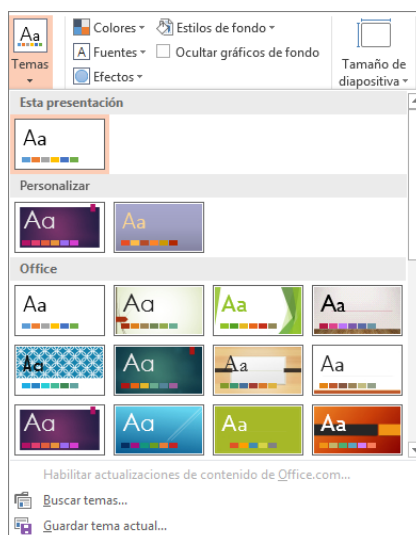 Aa
Temas
Colores
Fuentes
Efectos
Estilos de fondo
Ocultar gráficos de fondo
Tamaño de
diapositiva
Esta presentación
Aa
Personalizar
Aa Aa
Office
Aa Aa Aa Aa
Aa Aa Aa Aa
Aa Aa Aa Aa
Habilitar actualizaciones de contenido de Office.com...
Buscar temas...
Guardar tema actual...